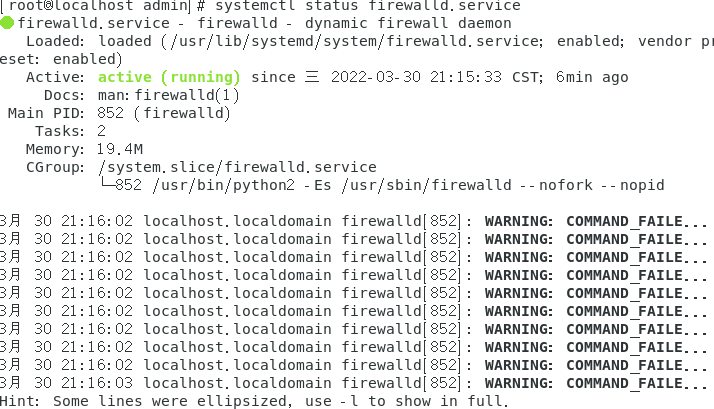 [root@localhost admin]# systemctl status firewalld.service
● firewalld.service - firewalld - dynamic firewall daemon
Loaded: loaded (/usr/lib/systemd/system/firewalld.service; enabled; vendor pr
eset: enabled)
Active: active (running) since 三 2022-03-30 21:15:33 CST; 6min ago
Docs: man:firewalld(1)
Main PID: 852 (firewalld)
Tasks: 2
Memory: 19.4M
CGroup: /system.slice/firewalld.service
└─852 /usr/bin/python2 -Es /usr/sbin/firewalld --nofork --nopid
3月 30 21:16:02 localhost.localdomain firewalld[852]: WARNING: COMMAND_FAILE...
3月 30 21:16:02 localhost.localdomain firewalld[852]: WARNING: COMMAND_FAILE...
3月 30 21:16:02 localhost.localdomain firewalld[852]: WARNING: COMMAND_FAILE...
3月 30 21:16:02 localhost.localdomain firewalld[852]: WARNING: COMMAND_FAILE...
3月 30 21:16:02 localhost.localdomain firewalld[852]: WARNING: COMMAND_FAILE...
3月 30 21:16:02 localhost.localdomain firewalld[852]: WARNING: COMMAND_FAILE...
3月 30 21:16:02 localhost.localdomain firewalld[852]: WARNING: COMMAND_FAILE...
3月 30 21:16:02 localhost.localdomain firewalld[852]: WARNING: COMMAND_FAILE...
3月 30 21:16:02 localhost.localdomain firewalld[852]: WARNING: COMMAND_FAILE...
3月 30 21:16:03 localhost.localdomain firewalld[852]: WARNING: COMMAND_FAILE...
Hint: Some lines were ellipsized, use -l to show in full.